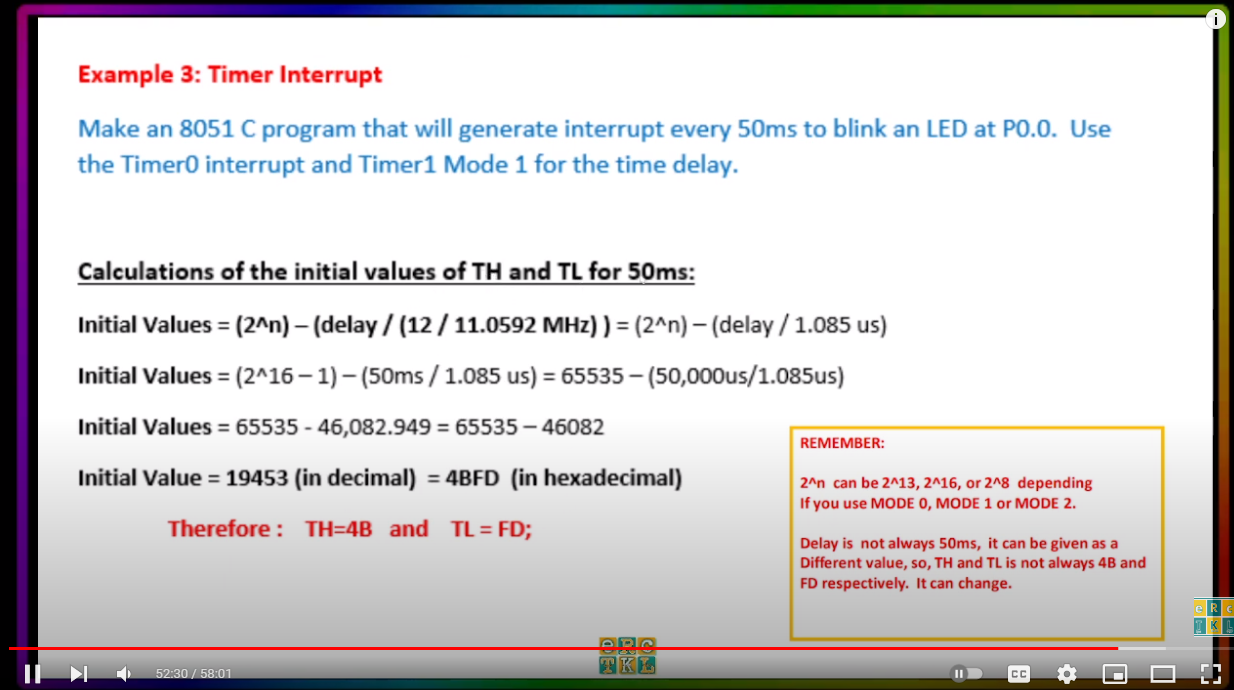 Example 3: Timer Interrupt
Make an 8051 C program that will generate interrupt every 50ms to blink an LED at P0.0. Use
the Timer0 interrupt and Timer1 Mode 1 for the time delay.
Calculations of the initial values of TH and TL for 50ms:
Initial Values = (2^n) – (delay / (12 / 11.0592 MHz) ) = (2^n) – (delay / 1.085 us)
Initial Values = (2^16 – 1) – (50ms / 1.085 us) = 65535 – (50,000us/1.085us)
Initial Values = 65535 - 46,082.949 = 65535 – 46082
Initial Value = 19453 (in decimal) = 4BFD (in hexadecimal)
Therefore : TH=4B and TL = FD;
REMEMBER:
2^n can be 2^13, 2^16, or 2^8 depending
If you use MODE 0, MODE 1 or MODE 2.
Delay is not always 50ms, it can be given as a
Different value, so, TH and TL is not always 4B and
FD respectively. It can change.
eRc
TKL
eRe
TKL
52:30 / 58:01
CC